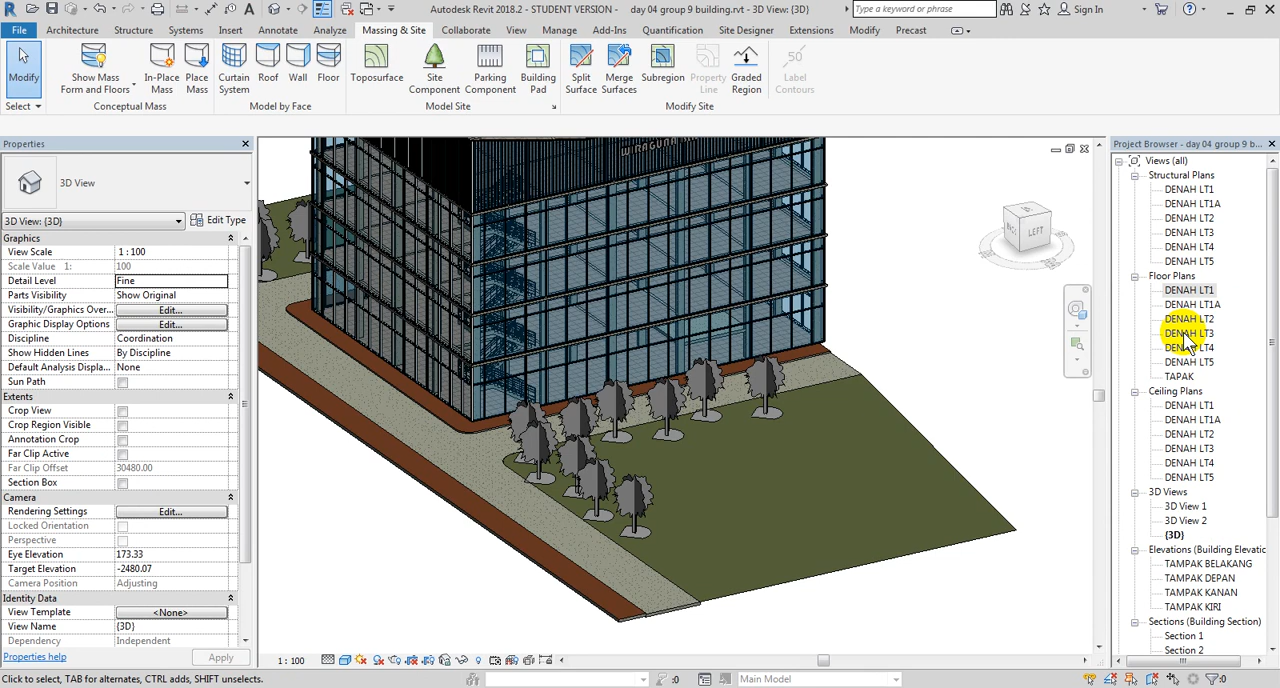 Autodesk Revit 2018.2 - STUDENT VERSION - day 04 group 9 building.rvt - 3D View: {3D}
Type a keyword or phrase
Sign In
File Architecture Structure Systems Insert Annotate Analyze Massing & Site Collaborate View Manage Add-Ins Quantification Site Designer Extensions Modify Precast
Modify
Show Mass
Form and Floors
In-Place
Mass
Place
Mass
Curtain
System
Roof
Wall
Floor
Toposurface
Site
Component
Parking
Component
Building
Pad
Split
Surface
Merge
Surfaces
Subregion
Property
Line
Graded
Region
50
Label
Contours
Select
Conceptual Mass
Model by Face
Model Site
Modify Site
Properties
3D View
3D View: {3D}
Edit Type
Graphics
View Scale 1 : 100
Scale Value 1: 100
Detail Level Fine
Parts Visibility Show Original
Visibility/Graphics Over... Edit...
Graphic Display Options Edit...
Discipline Coordination
Show Hidden Lines By Discipline
Default Analysis Displa... None
Sun Path
Extents
Crop View
Crop Region Visible
Annotation Crop
Far Clip Active
Far Clip Offset 30480.00
Section Box
Camera
Rendering Settings Edit...
Locked Orientation
Perspective
Eye Elevation 173.33
Target Elevation -2480.07
Camera Position Adjusting
Identity Data
View Template <None>
View Name {3D}
Dependency Independent
Properties help
Apply
LEFT
1 : 100
Project Browser - day 04 group 9 b...
Views (all)
Structural Plans
DENAH LT1
DENAH LT1A
DENAH LT2
DENAH LT3
DENAH LT4
DENAH LT5
Floor Plans
DENAH LT1
DENAH LT1A
DENAH LT2
DENAH LT3
DENAH LT4
DENAH LT5
TAPAK
Ceiling Plans
DENAH LT1
DENAH LT1A
DENAH LT2
DENAH LT3
DENAH LT4
DENAH LT5
3D Views
3D View 1
3D View 2
{3D}
Elevations (Building Elevatic
TAMPAK BELAKANG
TAMPAK DEPAN
TAMPAK KANAN
TAMPAK KIRI
Sections (Building Section)
Section 1
Section 2
Click to select, TAB for alternates, CTRL adds, SHIFT unselects.
:0
Main Model
:0